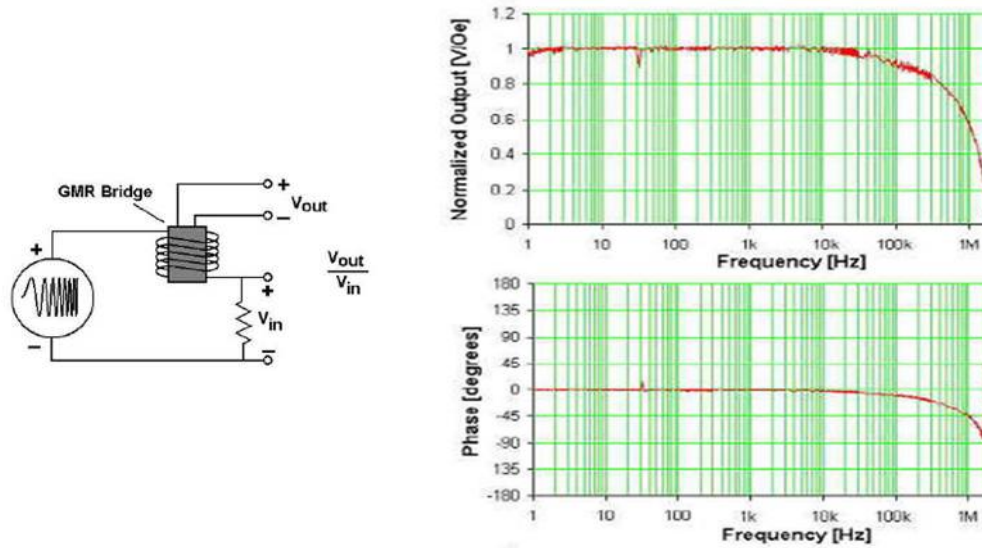 GMR Bridge
+
Vout
−
+
Vout
Vin
+
Vin
−
−
1.2
1
0.8
0.6
0.4
0.2
0
Normalized Output [V/Oe]
1 10 100 1k 10k 100k 1M
Frequency [Hz]
180
135
90
45
0
-45
-90
135
-180
Phase [degrees]
1 10 100 1k 10k 100k 1M
Frequency [Hz]